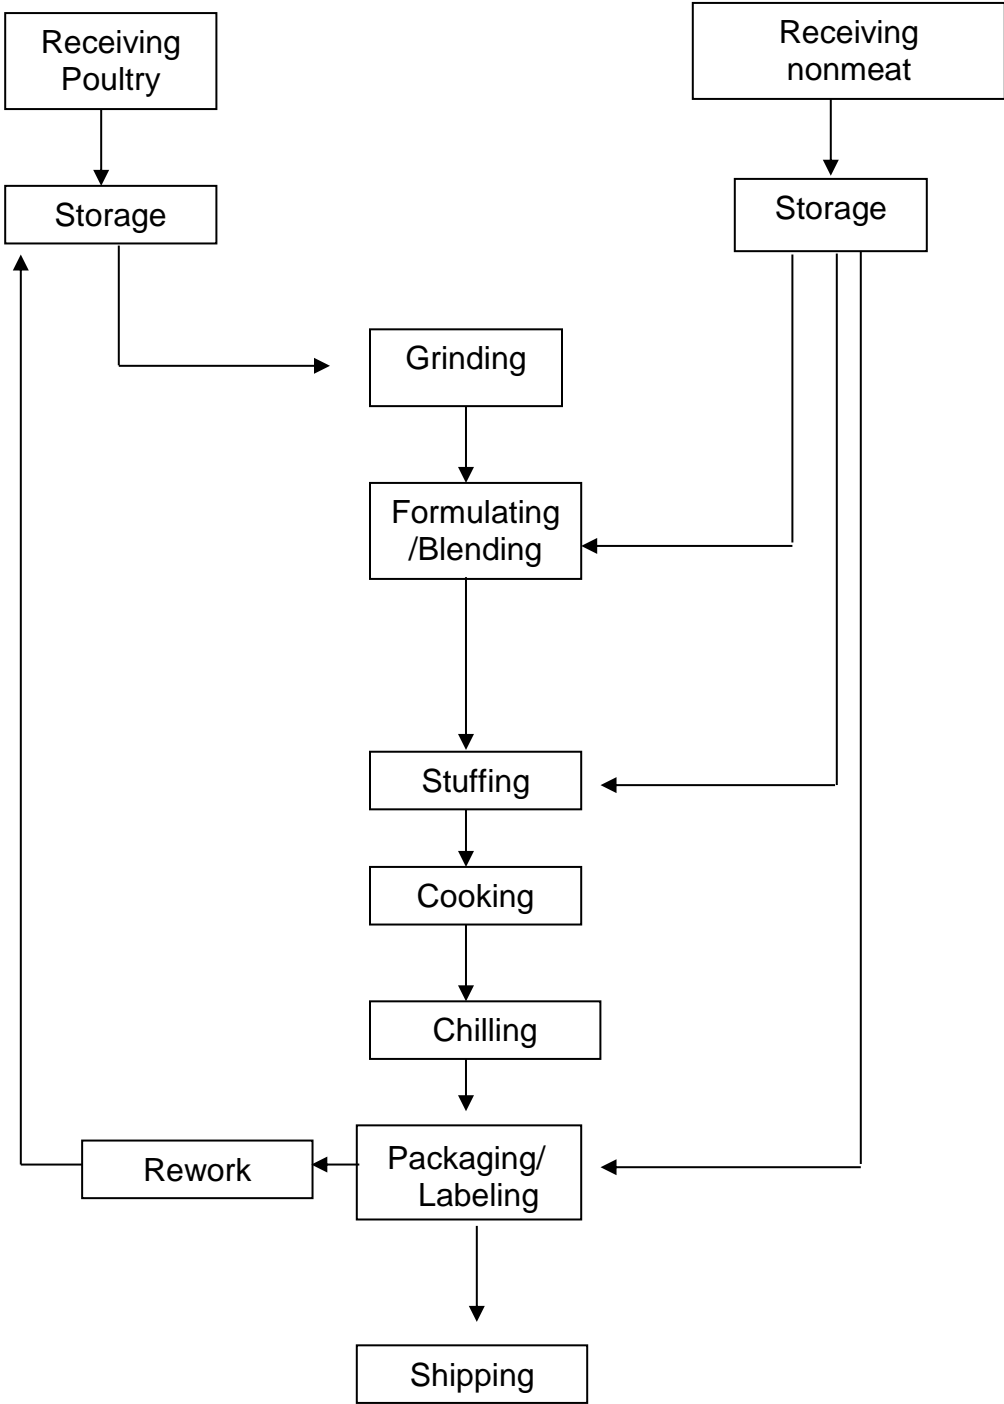 Receiving
Poultry
Receiving
nonmeat
Storage
Storage
Grinding
Formulating
/Blending
Stuffing
Cooking
Chilling
Packaging/
Labeling
Rework
Shipping